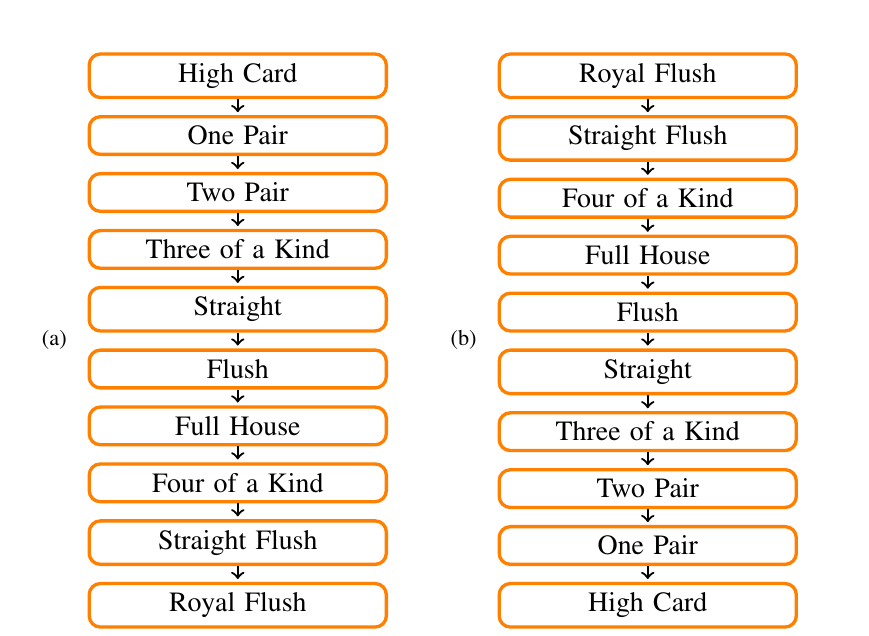 (a)
High Card
One Pair
Two Pair
Three of a Kind
Straight
Flush
Full House
Four of a Kind
Straight Flush
Royal Flush
(b)
Royal Flush
Straight Flush
Four of a Kind
Full House
Flush
Straight
Three of a Kind
Two Pair
One Pair
High Card